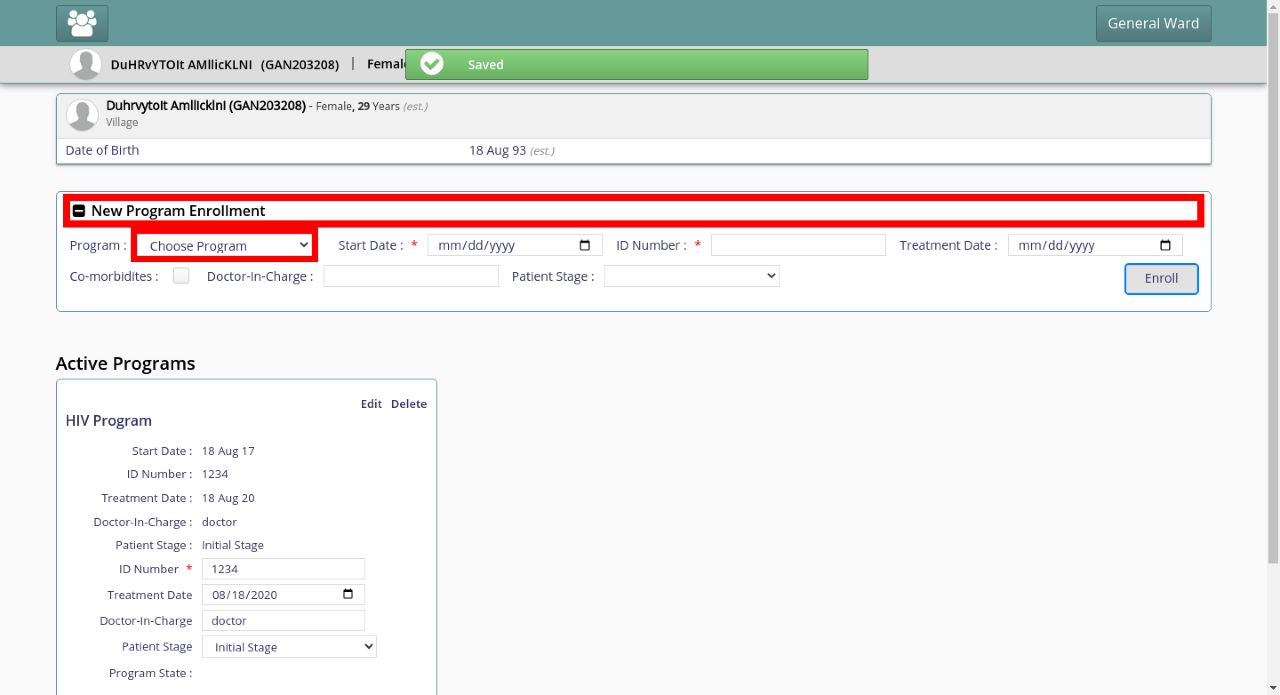 General Ward
DuHRvYTOIt AMIlicKLNI (GAN203208) | Female
Saved
Duhrvytoit Amllicklni (GAN203208) - Female, 29 Years (est.)
Village
Date of Birth 18 Aug 93 (est.)
New Program Enrollment
Program : Choose Program Start Date : * mm/dd/yyyy ID Number : * Treatment Date : mm/dd/yyyy
Co-morbidites : Doctor-In-Charge : Patient Stage : Enroll
Active Programs
Edit Delete
HIV Program
Start Date : 18 Aug 17
ID Number : 1234
Treatment Date : 18 Aug 20
Doctor-In-Charge : doctor
Patient Stage : Initial Stage
ID Number * 1234
Treatment Date 08/18/2020
Doctor-In-Charge doctor
Patient Stage Initial Stage
Program State :